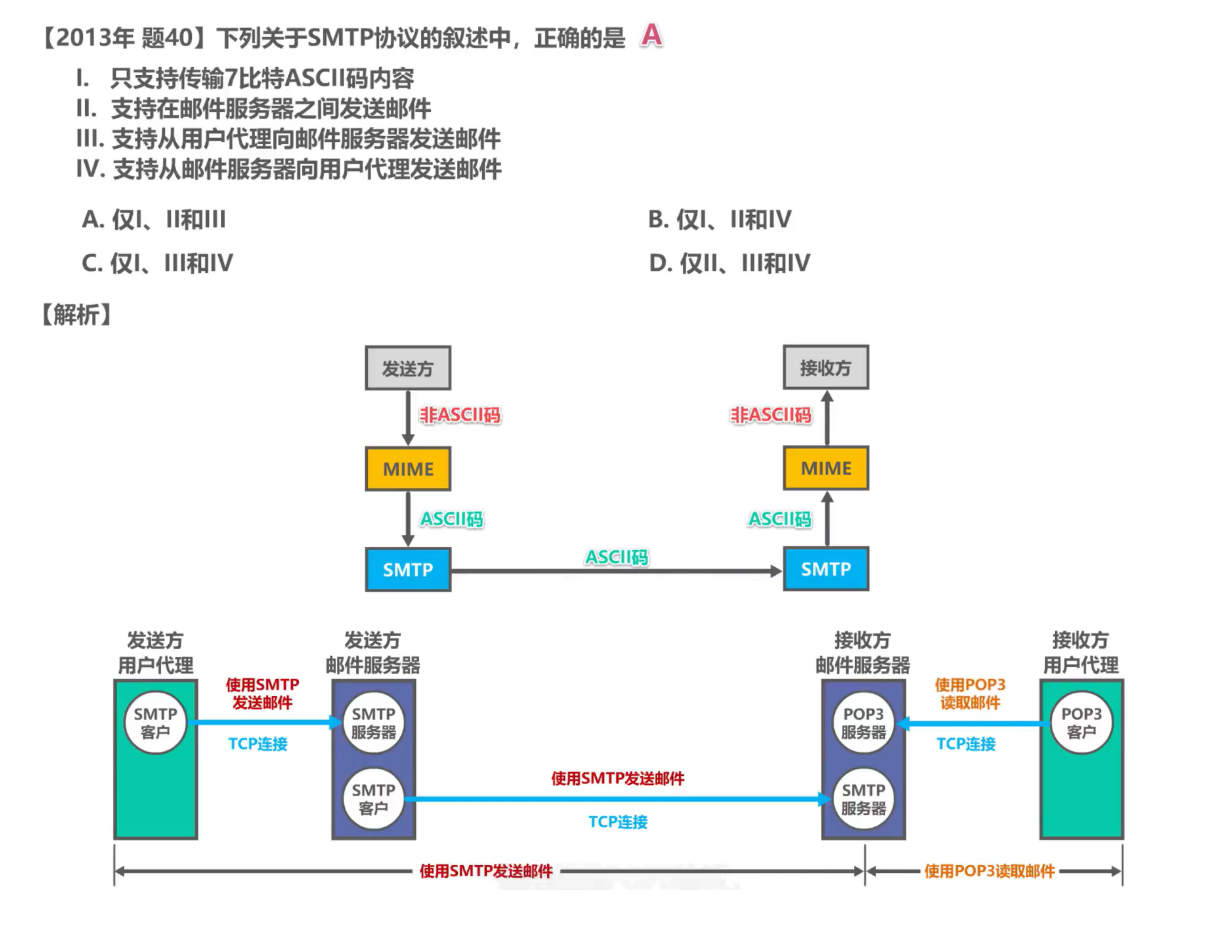 【2013年 题40】下列关于SMTP协议的叙述中，正确的是 A
I. 只支持传输7比特ASCII码内容
II. 支持在邮件服务器之间发送邮件
III. 支持从用户代理向邮件服务器发送邮件
IV. 支持从邮件服务器向用户代理发送邮件
A. 仅I、II和III
B. 仅I、II和IV
C. 仅I、III和IV
D. 仅II、III和IV
【解析】
发送方
接收方
非ASCII码
非ASCII码
MIME
MIME
ASCII码
ASCII码
SMTP
ASCII码
SMTP
发送方
用户代理
发送方
邮件服务器
接收方
邮件服务器
接收方
用户代理
SMTP
客户
使用SMTP
发送邮件
TCP连接
SMTP
服务器
POP3
服务器
使用POP3
读取邮件
TCP连接
POP3
客户
SMTP
客户
使用SMTP发送邮件
TCP连接
SMTP
服务器
使用SMTP发送邮件
使用POP3读取邮件